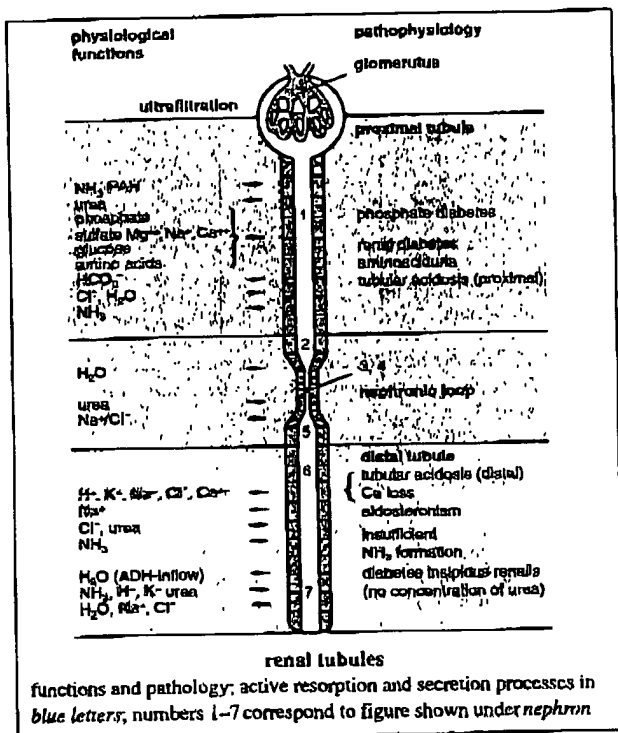 physiological
functions
pathophysiology
glomerulus
ultrafiltration
proximal tubule
NH₃ PAH
urea
phosphate
sulfate Mg⁺⁺ Na⁺ Ca⁺⁺
glucose
amino acids
HCO₃
Cl⁻, H₂O
NH₃
1
phosphate diabetes
renal diabetes
aminoaciduria
tubular acidosis (proximal)
2
H₂O
3, 4
nephronic loop
urea
Na⁺/Cl⁻
5
distal tubule
6
tubular acidosis (distal)
Ca loss
H⁺, K⁺, Na⁺, Cl⁻, Ca⁺⁺
aldosteronism
Na⁺
Cl⁻, urea
NH₃
insufficient
NH₃ formation
H₂O (ADH-inflow)
NH₃, H⁺, K⁻ urea
H₂O, Na⁺, Cl⁻
7
diabetes insipidus renalis
(no concentration of urea)
renal tubules
functions and pathology; active resorption and secretion processes in
blue letters; numbers 1–7 correspond to figure shown under nephron